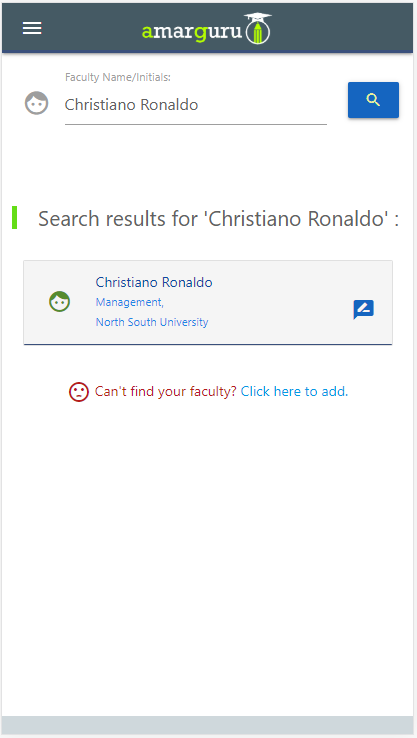 amarguru
Faculty Name/Initials:
Christiano Ronaldo
Search results for 'Christiano Ronaldo' :
Christiano Ronaldo
Management,
North South University
Can't find your faculty? Click here to add.